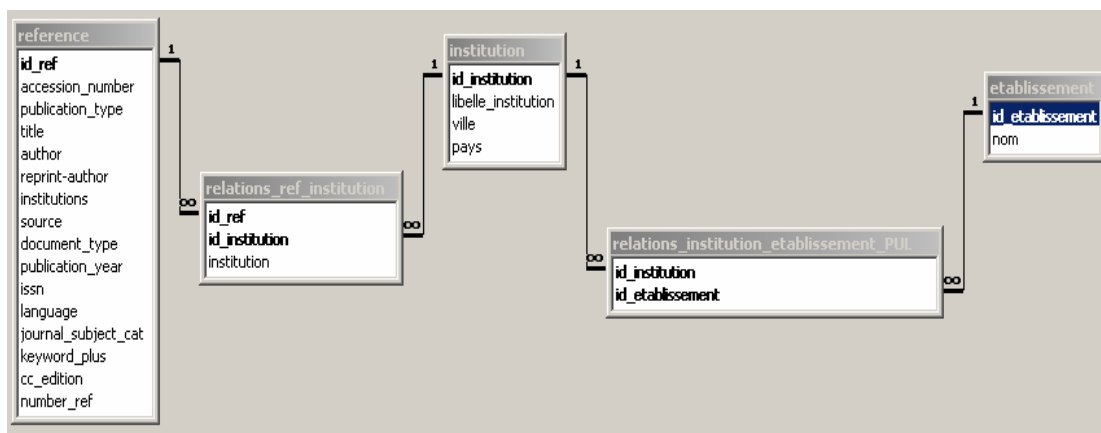 reference
id_ref
accession_number
publication_type
title
author
reprint-author
institutions
source
document_type
publication_year
issn
language
journal_subject_cat
keyword_plus
cc_edition
number_ref
1
∞
relations_ref_institution
id_ref
id_institution
institution
1
∞
institution
id_institution
libelle_institution
ville
pays
1
∞
relations_institution_etablissement_PUL
id_institution
id_etablissement
1
∞
etablissement
id_etablissement
nom